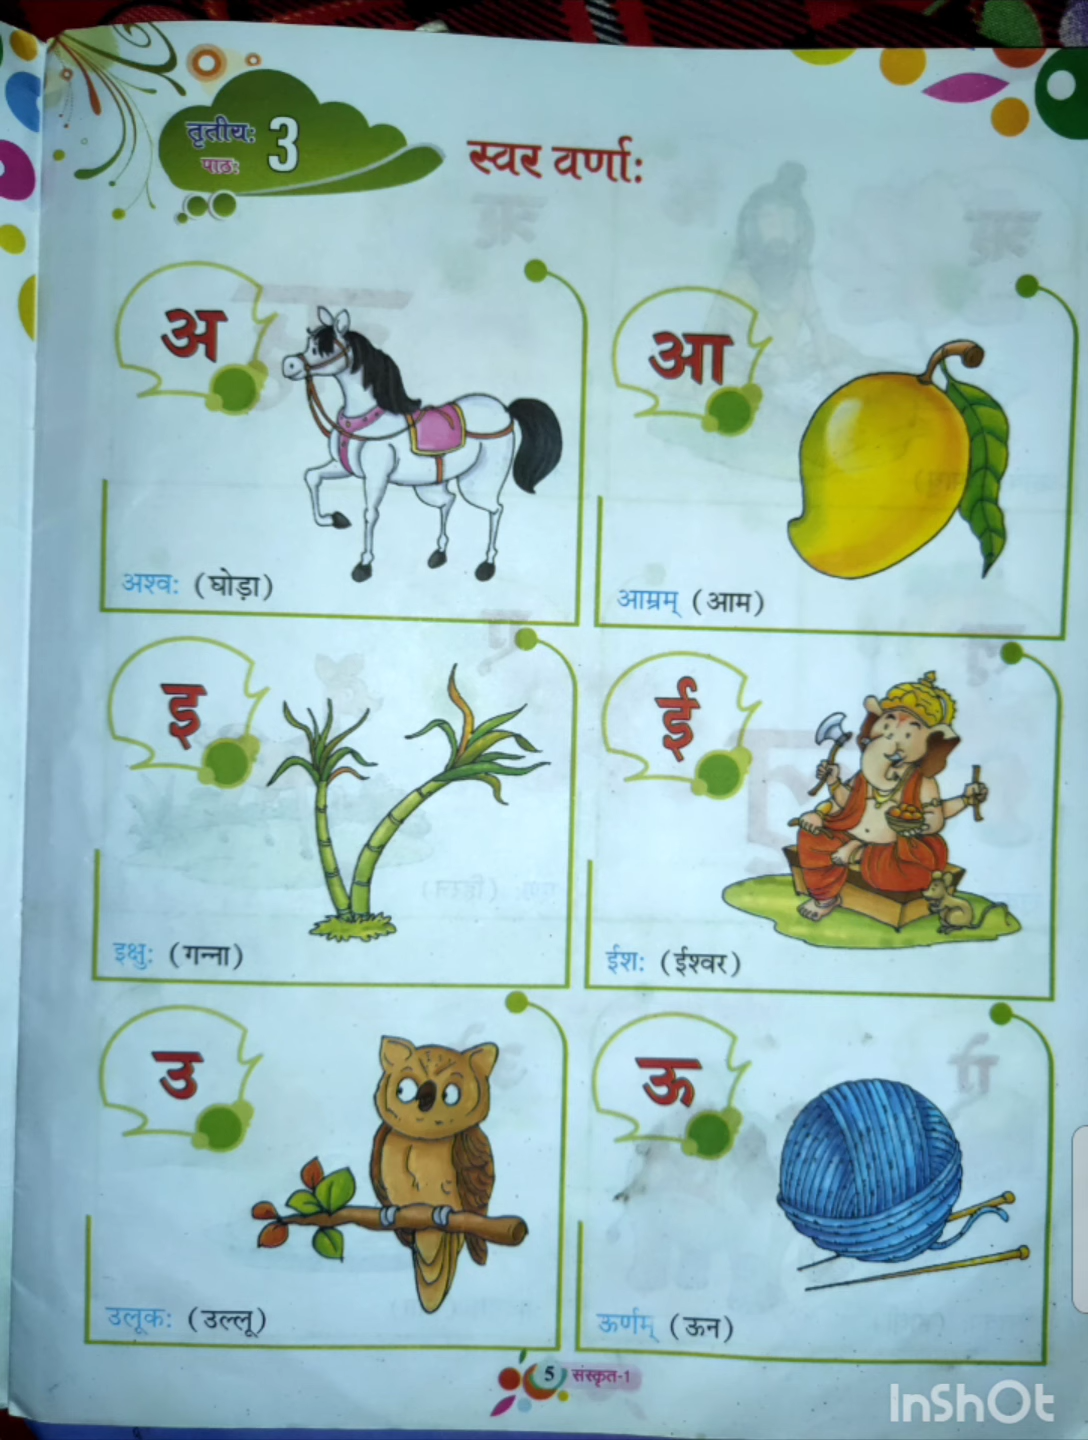 तृतीयः
पाठः
3
स्वर वर्णाः
अ
आ
अश्वः (घोड़ा)
आम्रम् (आम)
इ
ई
इक्षुः (गन्ना)
ईशः (ईश्वर)
उ
ऊ
उलूकः (उल्लू)
ऊर्णम् (ऊन)
5 संस्कृत-1
InShOt